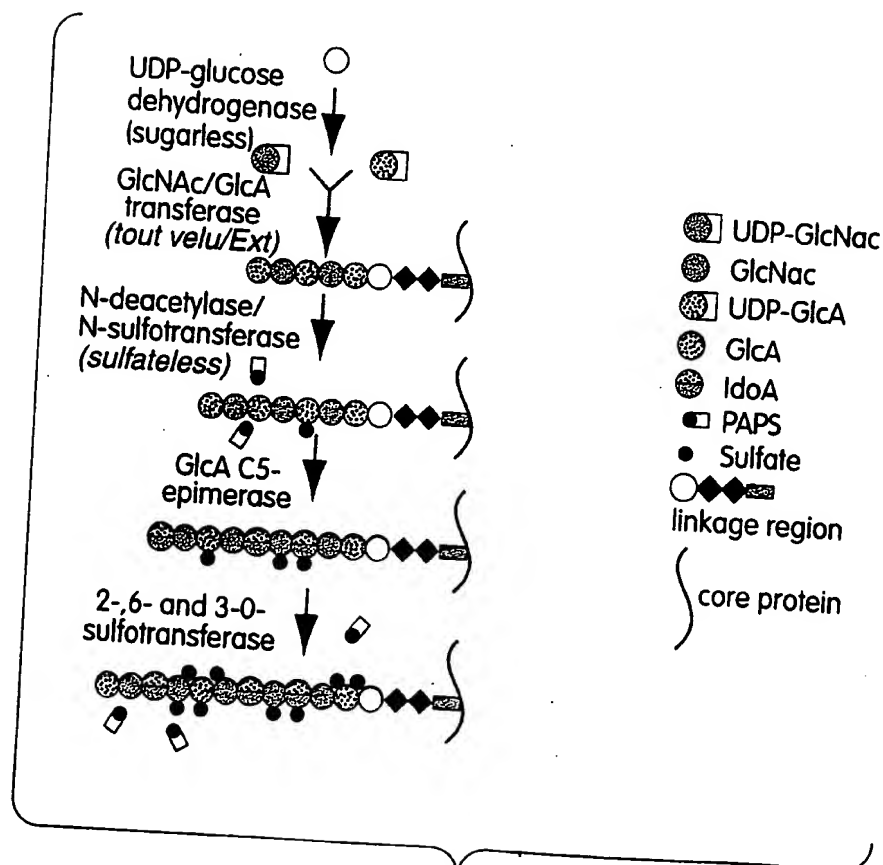 UDP-glucose
dehydrogenase
(sugarless)
GlcNAc/GlcA
transferase
(tout velu/Ext)
N-deacetylase/
N-sulfotransferase
(sulfateless)
GlcA C5-
epimerase
2-,6- and 3-0-
sulfotransferase
UDP-GlcNac
GlcNac
UDP-GlcA
GlcA
IdoA
PAPS
Sulfate
linkage region
core protein